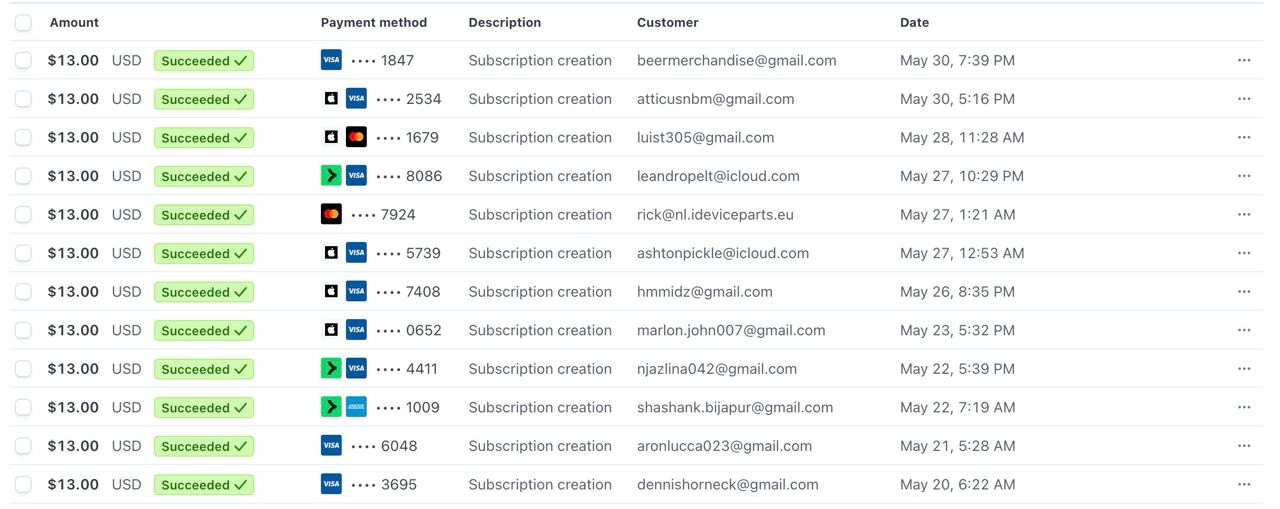 Amount Payment method Description Customer Date
$13.00 USD Succeeded VISA •••• 1847 Subscription creation beermerchandise@gmail.com May 30, 7:39 PM
$13.00 USD Succeeded VISA •••• 2534 Subscription creation atticusnbm@gmail.com May 30, 5:16 PM
$13.00 USD Succeeded •••• 1679 Subscription creation luist305@gmail.com May 28, 11:28 AM
$13.00 USD Succeeded VISA •••• 8086 Subscription creation leandropelt@icloud.com May 27, 10:29 PM
$13.00 USD Succeeded •••• 7924 Subscription creation rick@nl.ideviceparts.eu May 27, 1:21 AM
$13.00 USD Succeeded VISA •••• 5739 Subscription creation ashtonpickle@icloud.com May 27, 12:53 AM
$13.00 USD Succeeded VISA •••• 7408 Subscription creation hmmidz@gmail.com May 26, 8:35 PM
$13.00 USD Succeeded VISA •••• 0652 Subscription creation marlon.john007@gmail.com May 23, 5:32 PM
$13.00 USD Succeeded VISA •••• 4411 Subscription creation njazlina042@gmail.com May 22, 5:39 PM
$13.00 USD Succeeded •••• 1009 Subscription creation shashank.bijapur@gmail.com May 22, 7:19 AM
$13.00 USD Succeeded VISA •••• 6048 Subscription creation aronlucca023@gmail.com May 21, 5:28 AM
$13.00 USD Succeeded VISA •••• 3695 Subscription creation dennishorneck@gmail.com May 20, 6:22 AM